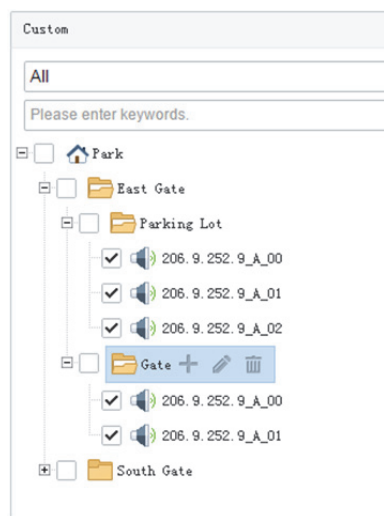 Custom
All
Please enter keywords.
Park
East Gate
Parking Lot
206.9.252.9_A_00
206.9.252.9_A_01
206.9.252.9_A_02
Gate
206.9.252.9_A_00
206.9.252.9_A_01
South Gate